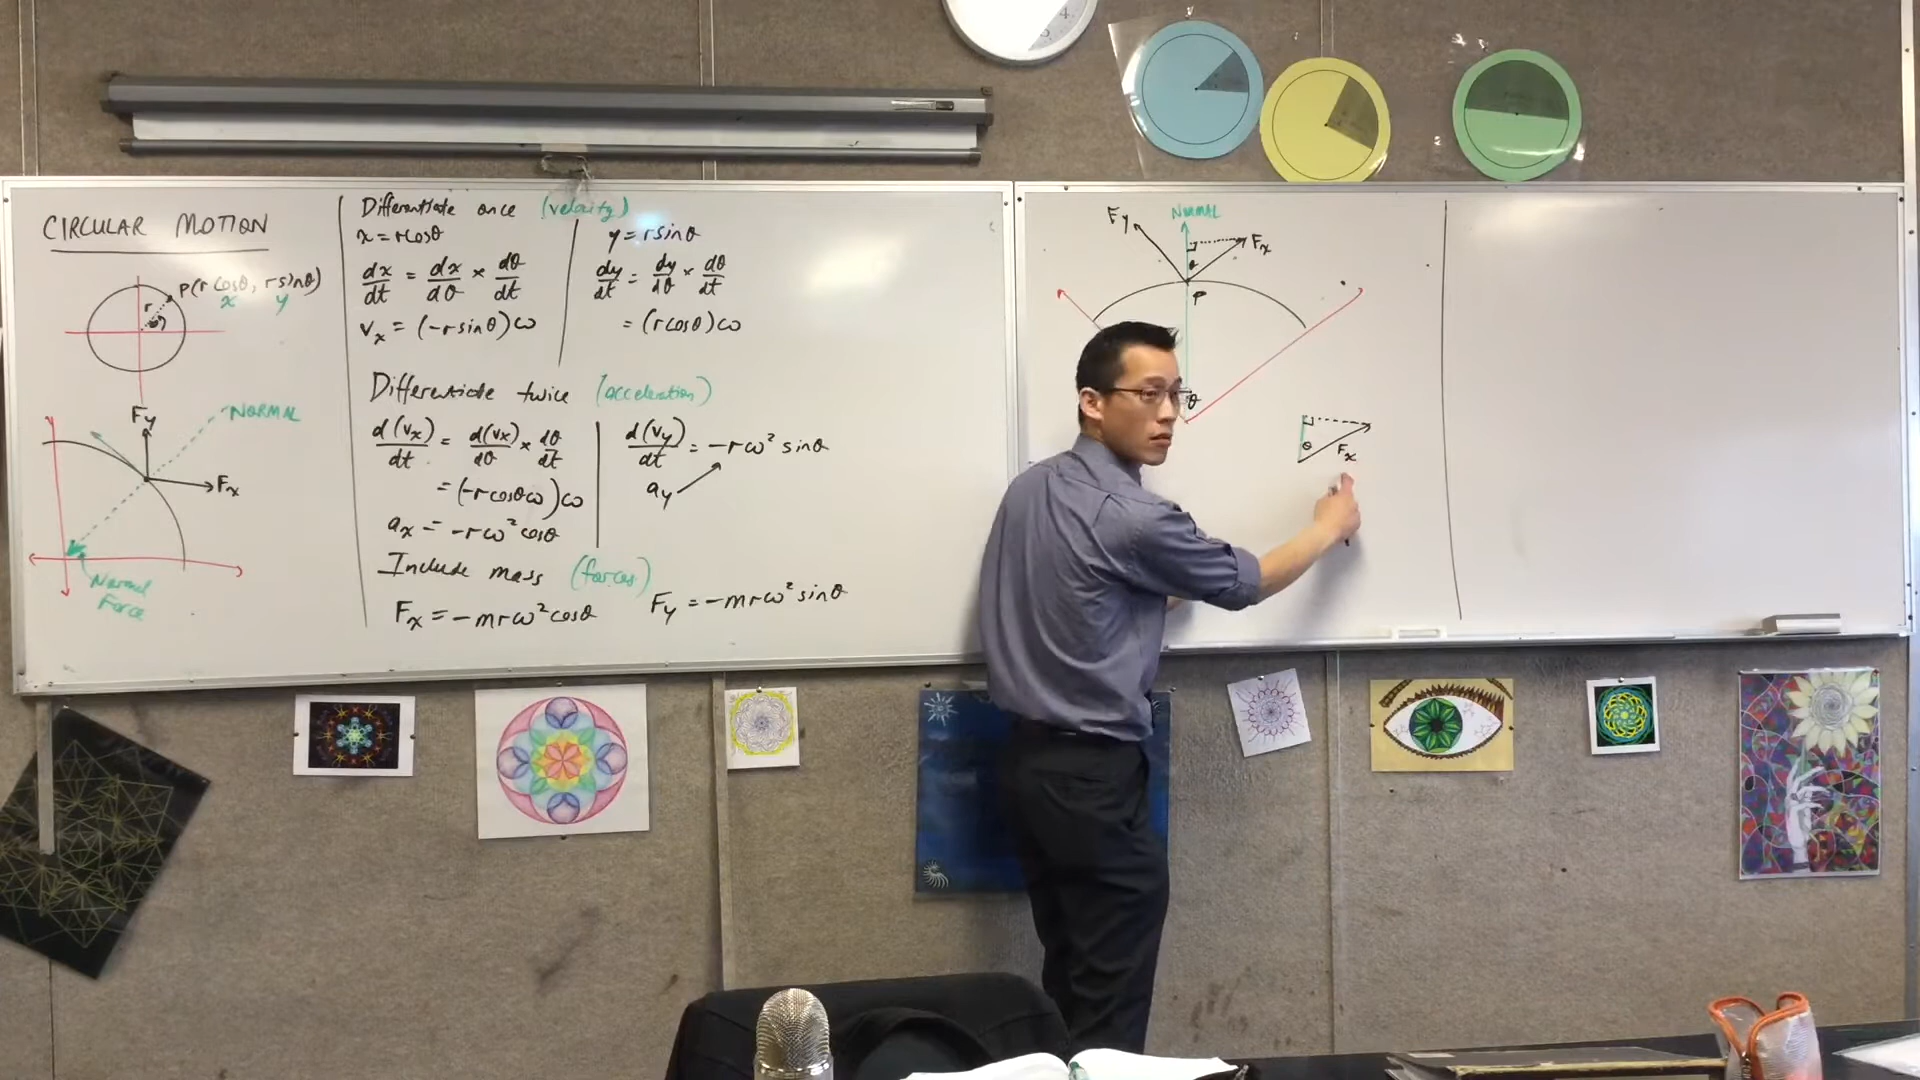 CIRCULAR MOTION
P(r cosθ, r sinθ)
x y
r
θ
Fy
NORMAL
Fx
Normal
Force
Differentiate once (velocity)
x = r cosθ
dx/dt = dx/dθ × dθ/dt
vx = (-r sinθ)ω
y = r sinθ
dy/dt = dy/dθ × dθ/dt
= (r cosθ)ω
Differentiate twice (acceleration)
d(vx)/dt = d(vx)/dθ × dθ/dt
= (-r cosθω)ω
ax = -rω² cosθ
d(vy)/dt = -rω² sinθ
ay
Include mass (forces)
Fx = -mrω² cosθ
Fy = -mrω² sinθ
Fy
NORMAL
Fx
θ
P
θ
θ
Fx